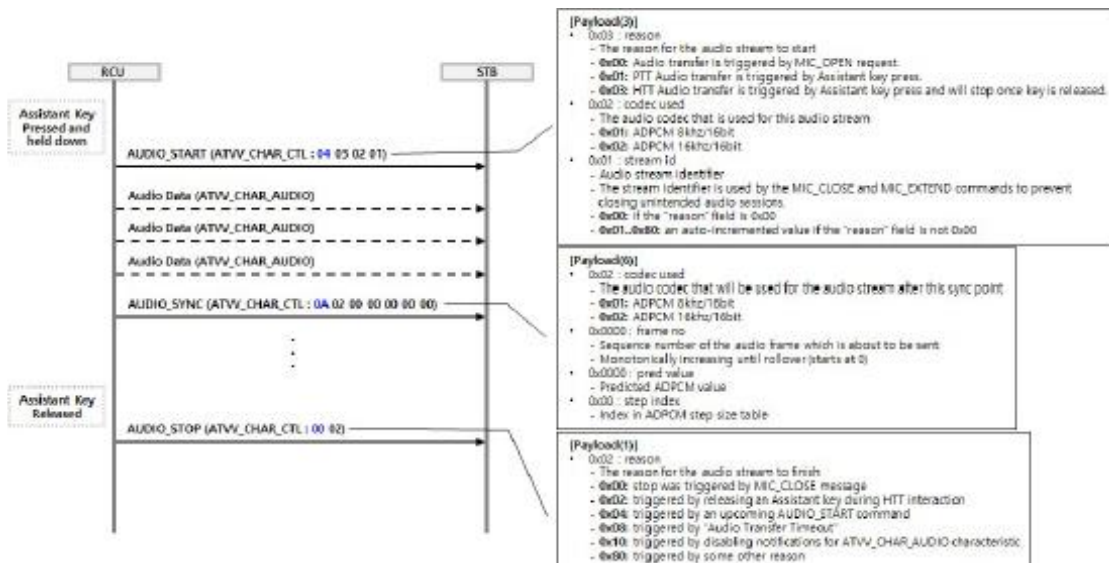 RCU
STB
Assistant Key
Pressed and
held down
AUDIO_START (ATVV_CHAR_CTL : 04 03 02 01)
Audio Data (ATVV_CHAR_AUDIO)
Audio Data (ATVV_CHAR_AUDIO)
Audio Data (ATVV_CHAR_AUDIO)
AUDIO_SYNC (ATVV_CHAR_CTL : 0A 02 00 00 00 00 00)
Assistant Key
Released
AUDIO_STOP (ATVV_CHAR_CTL : 00 02)
[Payload(3)]
• 0x03 : reason
- The reason for the audio stream to start
- 0x00: Audio transfer is triggered by MIC_OPEN request.
- 0x01: PTT Audio transfer is triggered by Assistant key press.
- 0x03: HTT Audio transfer is triggered by Assistant key press and will stop once key is released.
• 0x02 : codec used
- The audio codec that is used for this audio stream
- 0x01: ADPCM 8khz/16bit
- 0x02: ADPCM 16khz/16bit
• 0x01 : stream id
- Audio stream identifier
- The stream identifier is used by the MIC_CLOSE and MIC_EXTEND commands to prevent
closing unintended audio sessions.
- 0x00: if the "reason" field is 0x00
- 0x01..0x80: an auto-incremented value if the "reason" field is not 0x00
[Payload(6)]
• 0x02 : codec used
- The audio codec that will be used for the audio stream after this sync point
- 0x01: ADPCM 8khz/16bit
- 0x02: ADPCM 16khz/16bit
• 0x0000 : frame no
- Sequence number of the audio frame which is about to be sent
- Monotonically increasing until rollover (starts at 0)
• 0x0000 : pred value
- Predicted ADPCM value
• 0x00 : step index
- Index in ADPCM step size table
[Payload(1)]
• 0x02 : reason
- The reason for the audio stream to finish
- 0x00: stop was triggered by MIC_CLOSE message
- 0x02: triggered by releasing an Assistant key during HTT interaction
- 0x04: triggered by an upcoming AUDIO_START command
- 0x08: triggered by "Audio Transfer Timeout"
- 0x10: triggered by disabling notifications for ATVV_CHAR_AUDIO characteristic
- 0x80: triggered by some other reason